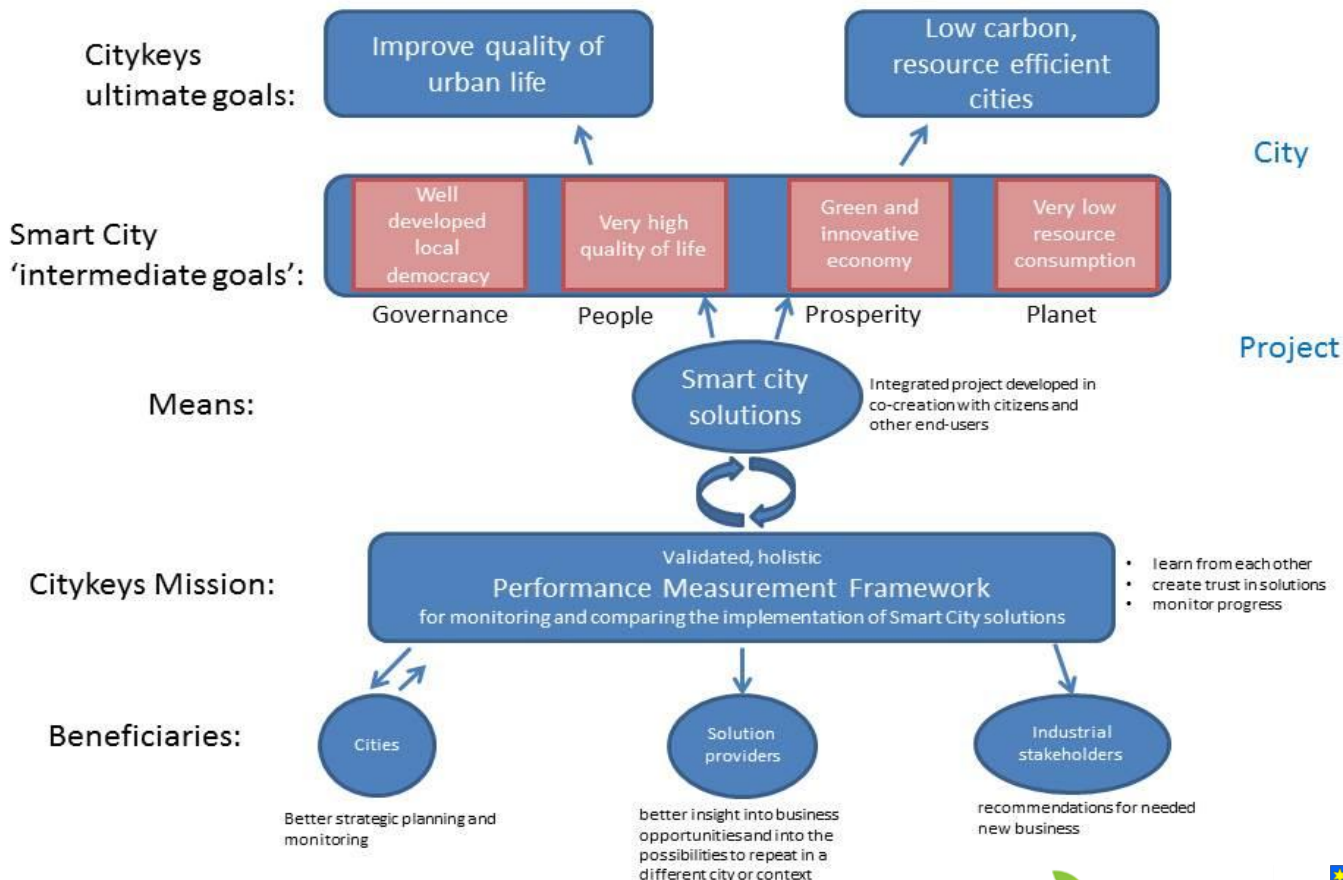 Citykeys
ultimate goals:
Improve quality of
urban life
Low carbon,
resource efficient
cities
City
Smart City
'intermediate goals':
Well
developed
local
democracy
Very high
quality of life
Green and
innovative
economy
Very low
resource
consumption
Governance
People
Prosperity
Planet
Project
Means:
Smart city
solutions
Integrated project developed in
co-creation with citizens and
other end-users
Citykeys Mission:
Validated, holistic
Performance Measurement Framework
for monitoring and comparing the implementation of Smart City solutions
• learn from each other
• create trust in solutions
• monitor progress
Beneficiaries:
Cities
Solution
providers
Industrial
stakeholders
Better strategic planning and
monitoring
better insight into business
opportunities and into the
possibilities to repeat in a
different city or context
recommendations for needed
new business